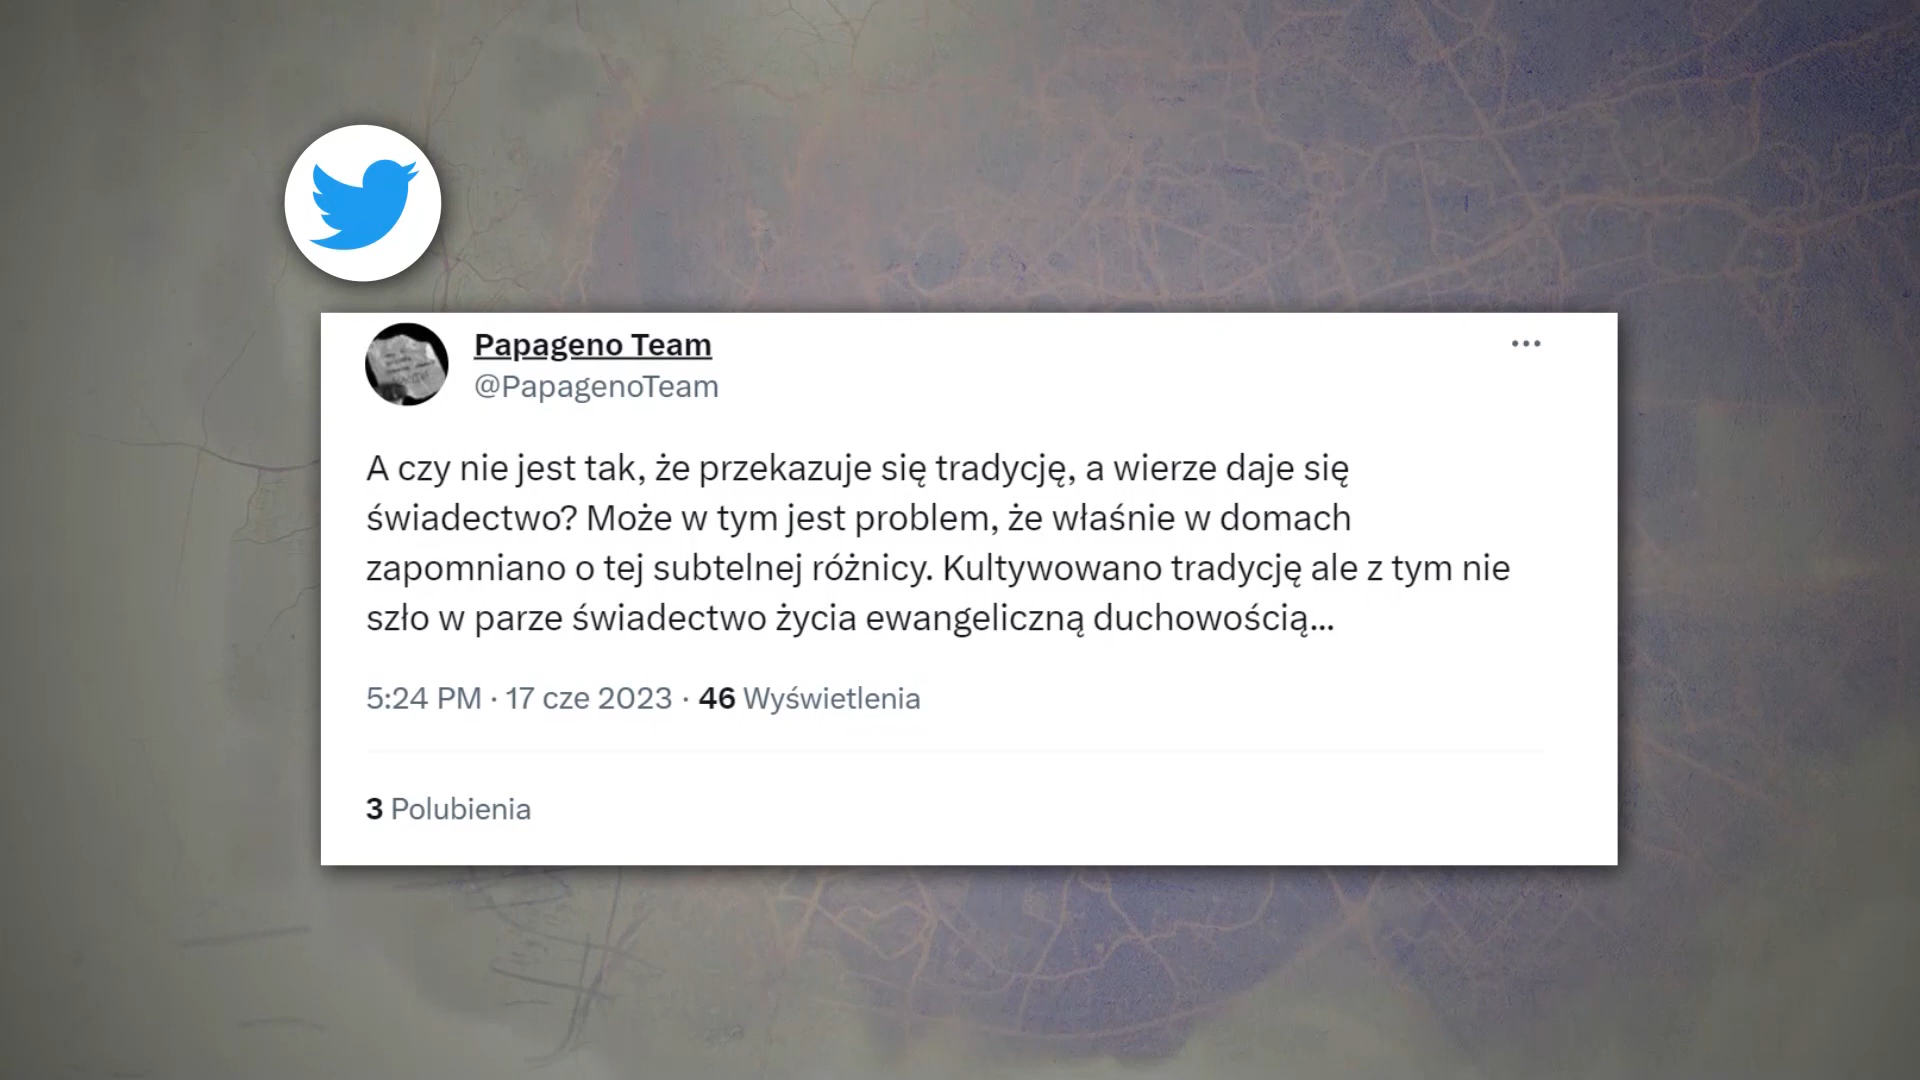 Papageno Team
@PapagenoTeam
A czy nie jest tak, że przekazuje się tradycję, a wierze daje się
świadectwo? Może w tym jest problem, że właśnie w domach
zapomniano o tej subtelnej różnicy. Kultywowano tradycję ale z tym nie
szło w parze świadectwo życia ewangeliczną duchowością...
5:24 PM · 17 cze 2023 · 46 Wyświetlenia
3 Polubienia